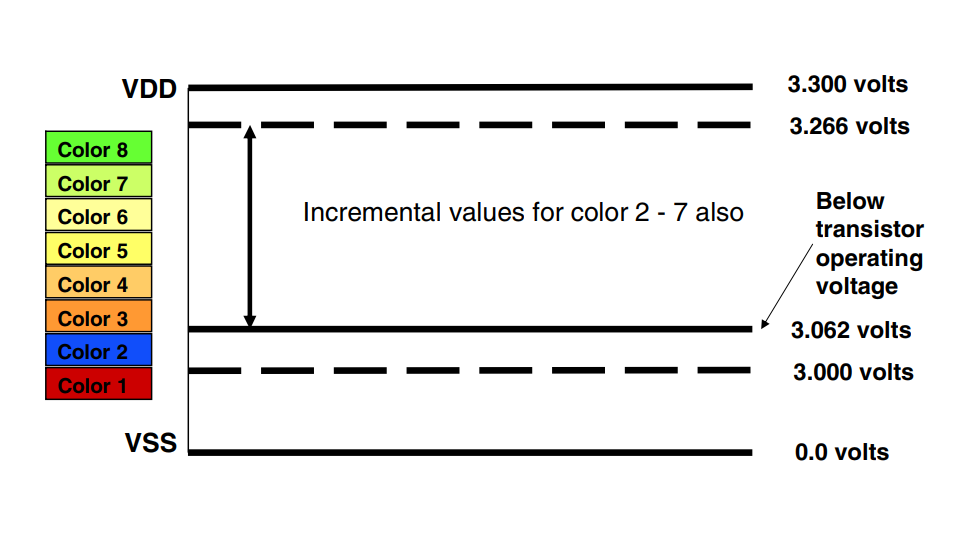 VDD
3.300 volts
3.266 volts
Color 8
Color 7
Color 6
Color 5
Color 4
Color 3
Color 2
Color 1
Incremental values for color 2 - 7 also
Below
transistor
operating
voltage
3.062 volts
3.000 volts
VSS
0.0 volts